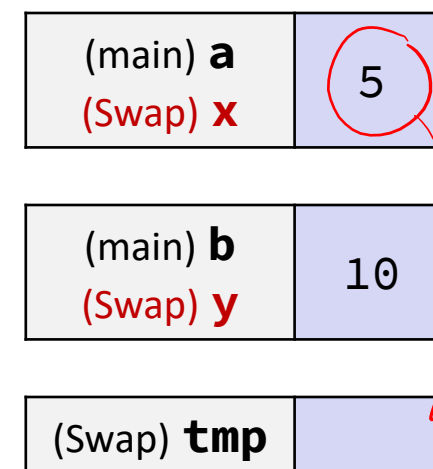 (main) a
(Swap) x
5
(main) b
(Swap) y
10
(Swap) tmp